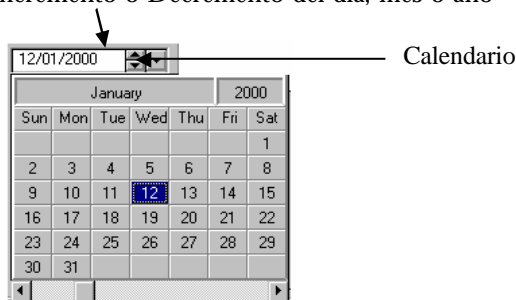 Incremento o Decremento del día, mes o año
12/01/2000
Calendario
January 2000
Sun Mon Tue Wed Thu Fri Sat
1
2 3 4 5 6 7 8
9 10 11 12 13 14 15
16 17 18 19 20 21 22
23 24 25 26 27 28 29
30 31